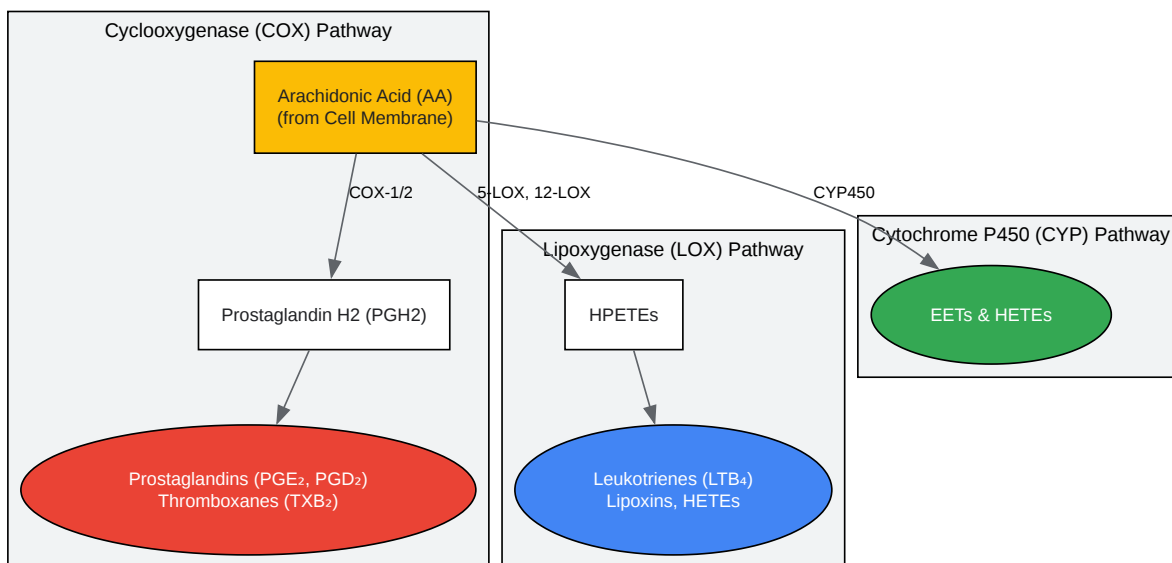 Cyclooxygenase (COX) Pathway
Arachidonic Acid (AA)
(from Cell Membrane)
COX-1/2
5-LOX, 12-LOX
CYP450
Lipoxygenase (LOX) Pathway
Cytochrome P450 (CYP) Pathway
Prostaglandin H2 (PGH2)
HPETEs
EETs & HETEs
Prostaglandins (PGE₂, PGD₂)
Thromboxanes (TXB₂)
Leukotrienes (LTB₄)
Lipoxins, HETEs